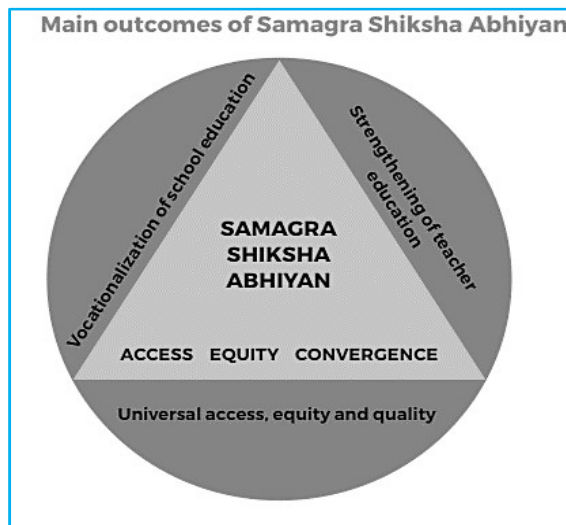 Main outcomes of Samagra Shiksha Abhiyan
Vocationalization of school education
Strengthening of teacher
education
SAMAGRA
SHIKSHA
ABHIYAN
ACCESS EQUITY CONVERGENCE
Universal access, equity and quality